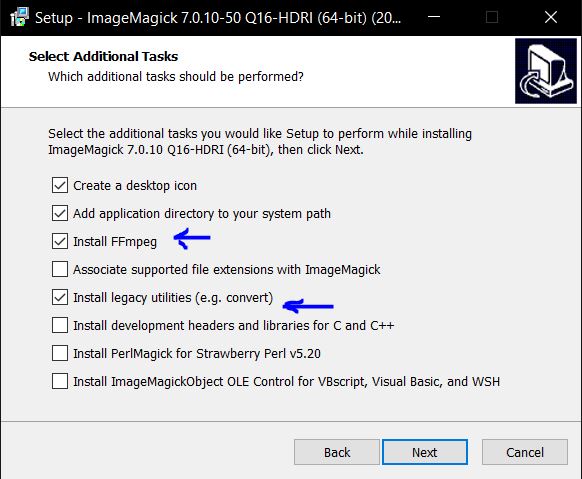 Setup - ImageMagick 7.0.10-50 Q16-HDRI (64-bit) (20...
Select Additional Tasks
Which additional tasks should be performed?
Select the additional tasks you would like Setup to perform while installing
ImageMagick 7.0.10 Q16-HDRI (64-bit), then click Next.
Create a desktop icon
Add application directory to your system path
Install FFmpeg
Associate supported file extensions with ImageMagick
Install legacy utilities (e.g. convert)
Install development headers and libraries for C and C++
Install PerlMagick for Strawberry Perl v5.20
Install ImageMagickObject OLE Control for VBscript, Visual Basic, and WSH
Back Next Cancel